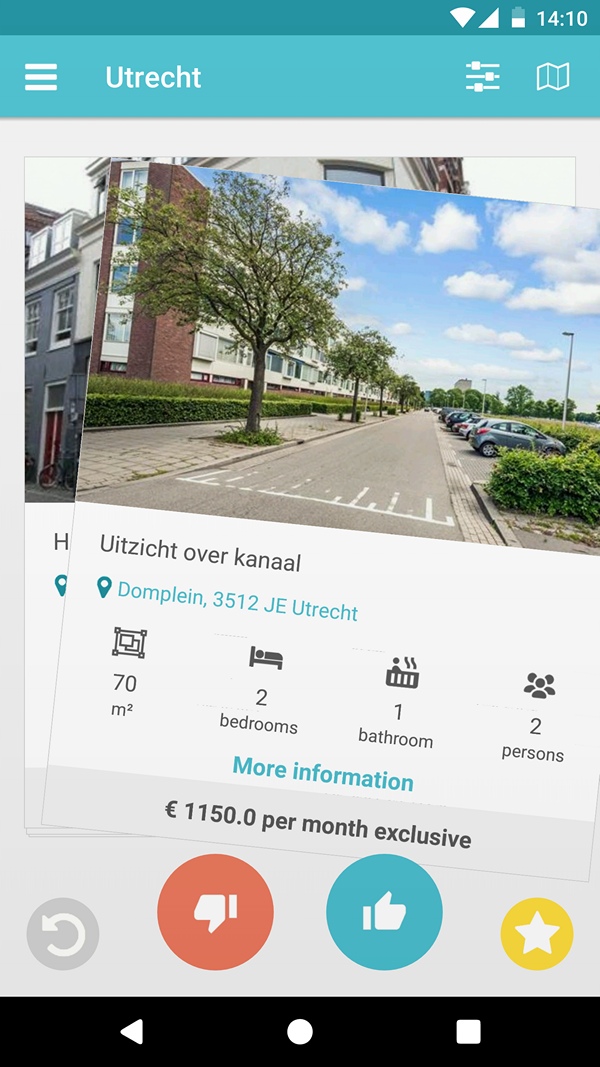 14:10
Utrecht
H
Uitzicht over kanaal
Domplein, 3512 JE Utrecht
70
m²
2
bedrooms
1
bathroom
2
persons
More information
€ 1150.0 per month exclusive